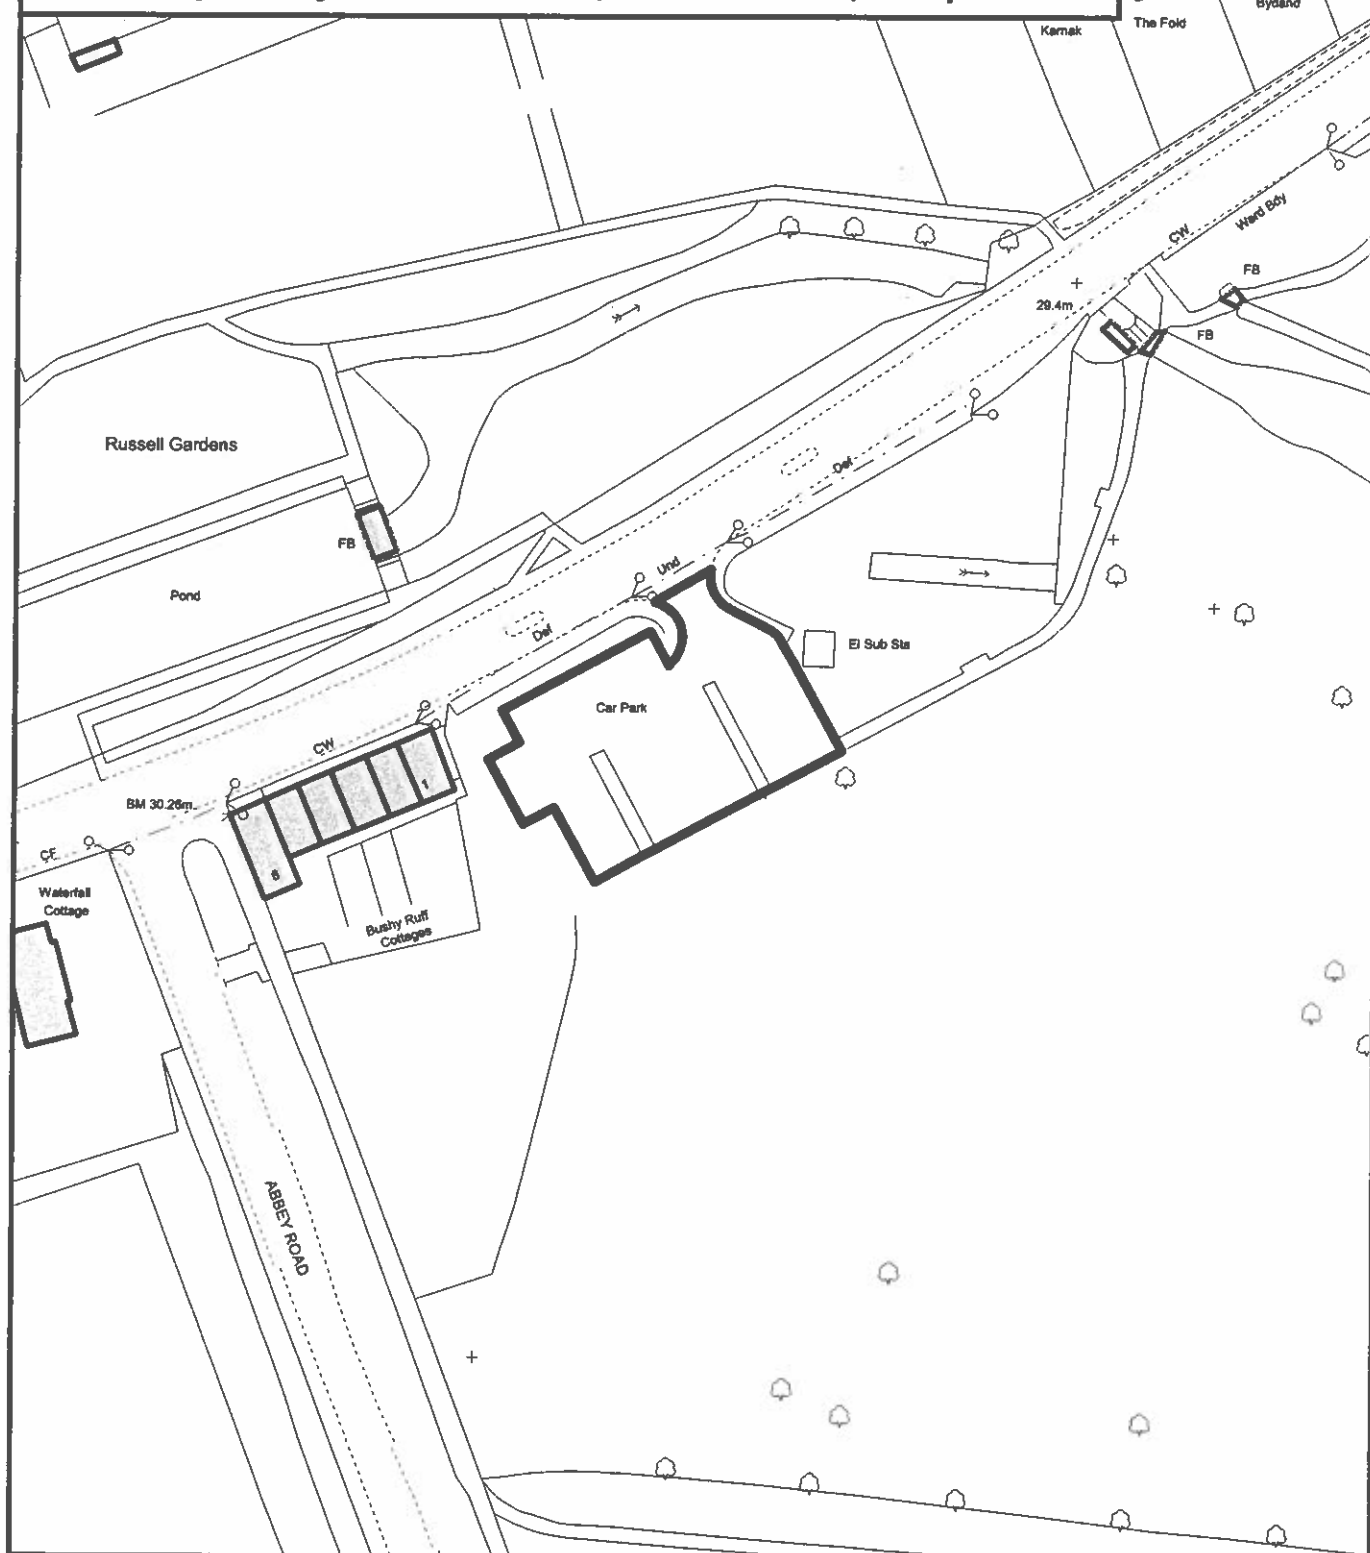 Bydand
The Fold
Karnak
Ward Bdy
CW
FB
29.4m
FB
Russell Gardens
Def
FB
Und
Pond
Def
El Sub Sta
Car Park
CW
1
BM 30.26m
CF
6
Waterfall
Cottage
Bushy Ruff
Cottages
ABBEY ROAD